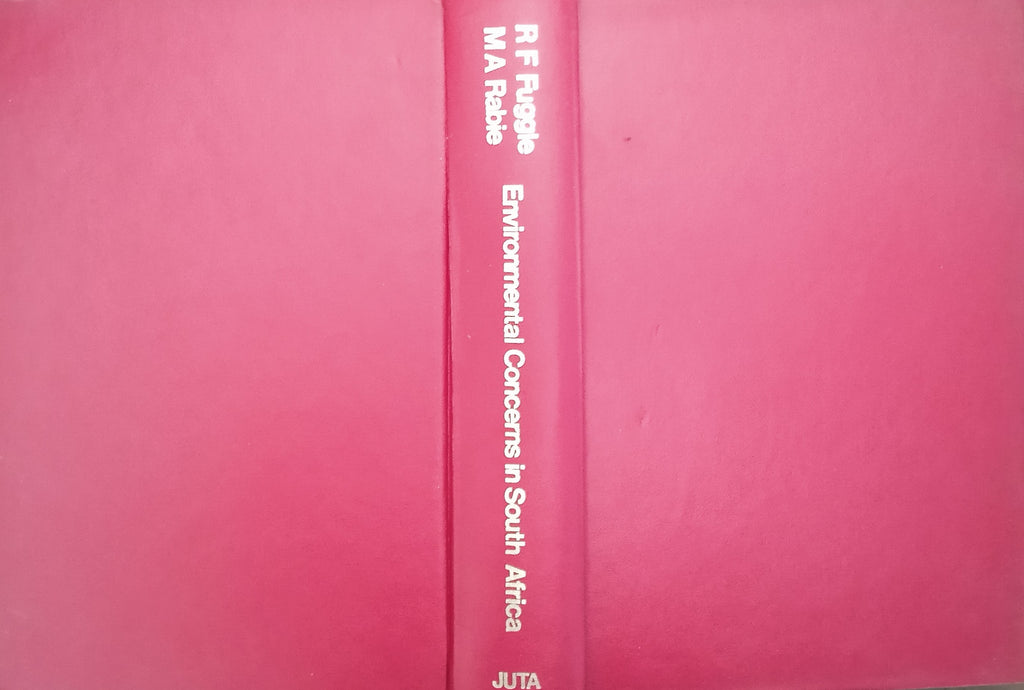 R F Fuggle
M A Rabie
Environmental Concerns in South Africa
JUTA